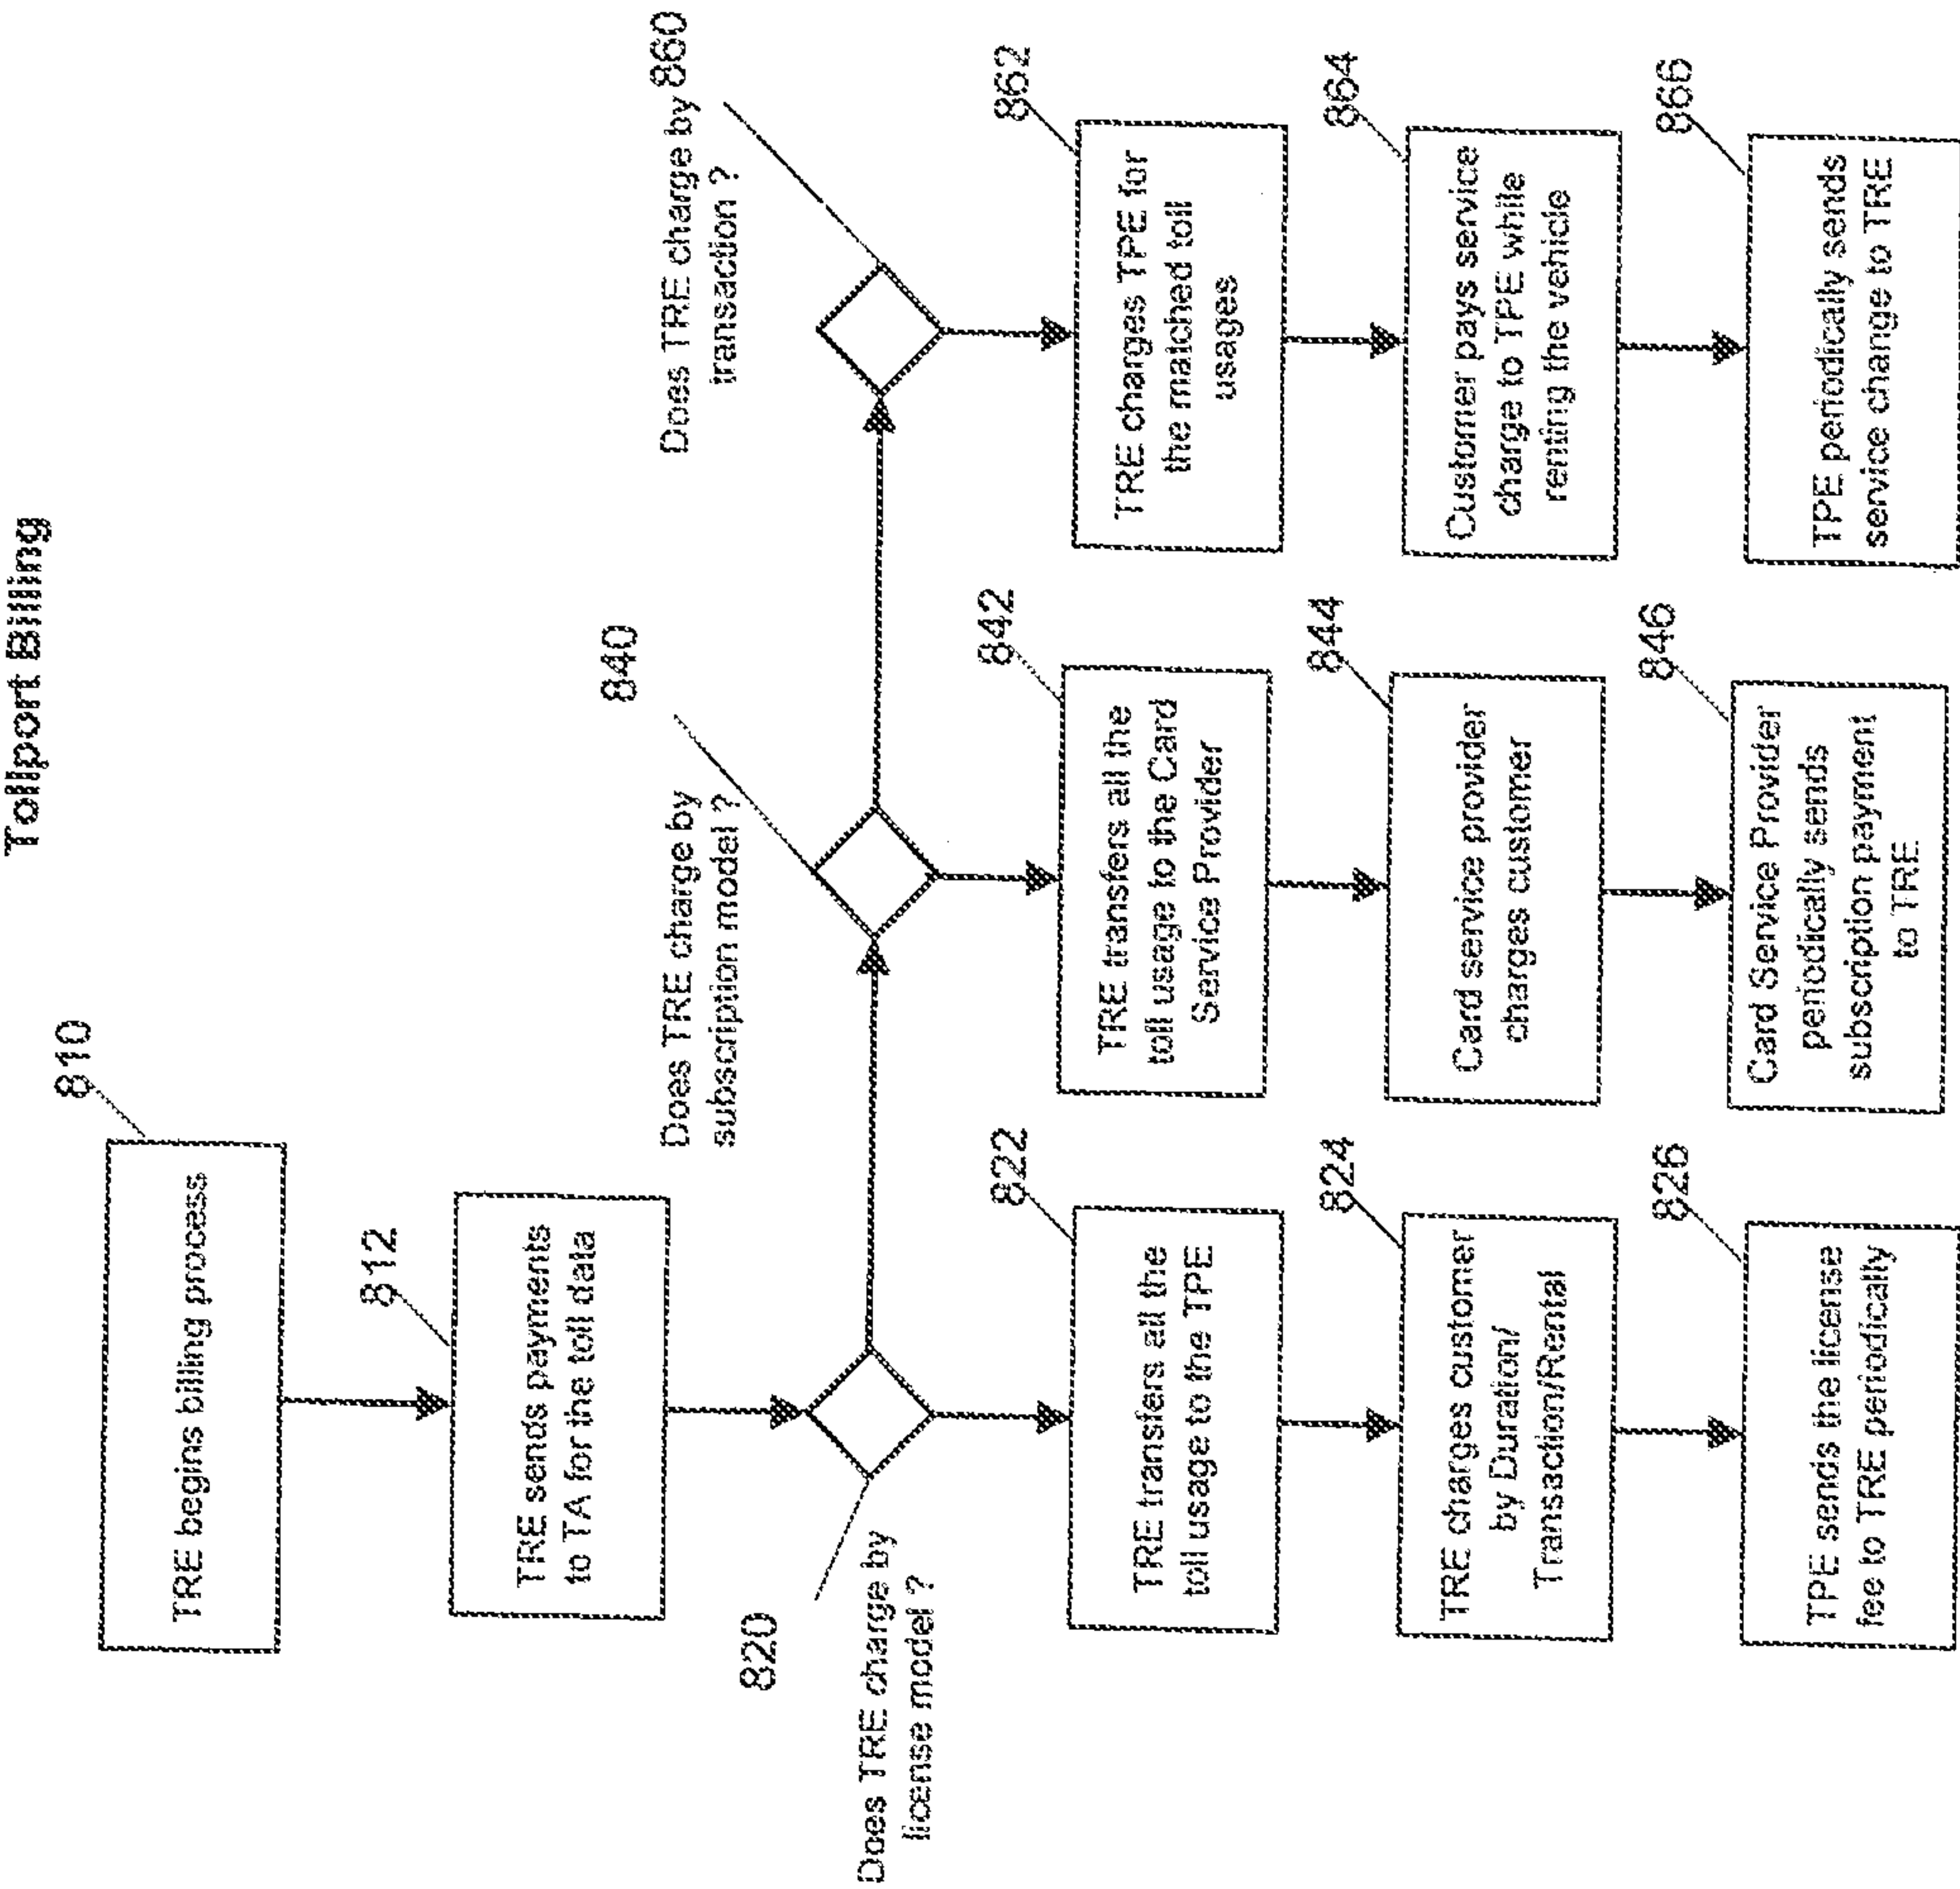 Tollport Billing
810
TRE begins billing process
812
TRE sends payments
to TA for the toll data
820
Does TRE charge by
license model ?
840
Does TRE charge by
subscription model ?
860
Does TRE charge by
transaction ?
822
TRE transfers all the
toll usage to the TPE
824
TRE charges customer
by Duration/
Transaction/Rental
826
TPE sends the license
fee to TRE periodically
842
TRE transfers all the
toll usage to the Card
Service Provider
844
Card service provider
charges customer
846
Card Service Provider
periodically sends
subscription payment
to TRE
862
TRE charges TPE for
the matched toll
usages
864
Customer pays service
charge to TPE while
renting the vehicle
866
TPE periodically sends
service change to TRE